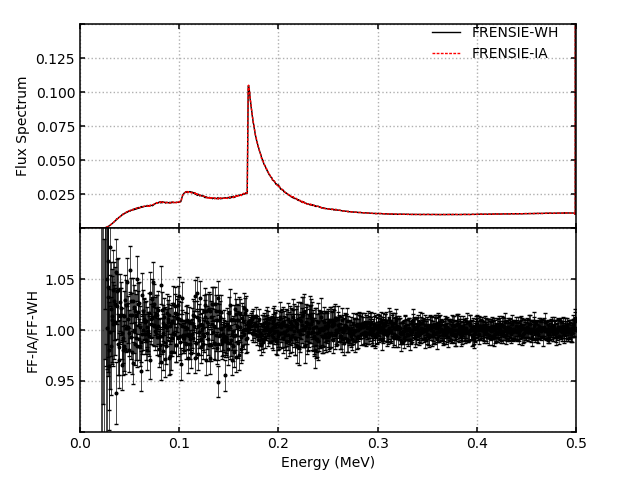 FRENSIE-WH
FRENSIE-IA
0.125
0.100
0.075
0.050
0.025
Flux Spectrum
1.05
1.00
0.95
FF-IA/FF-WH
0.0 0.1 0.2 0.3 0.4 0.5
Energy (MeV)